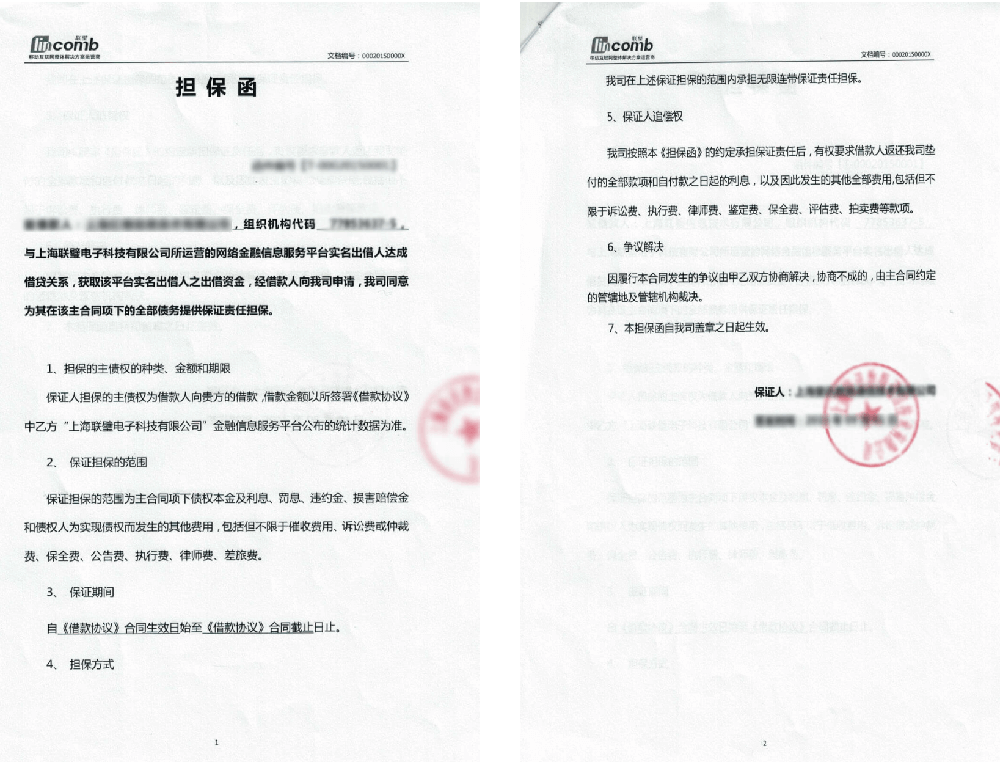 联璧
lincomb
文档编号：0002015D000X
担保函
，组织机构代码 77853637-5 ，
与上海联璧电子科技有限公司所运营的网络金融信息服务平台实名出借人达成
借贷关系，获取该平台实名出借人之出借资金，经借款人向我司申请，我司同意
为其在该主合同项下的全部债务提供保证责任担保。
1、担保的主债权的种类、金额和期限
保证人担保的主债权为借款人向贵方的借款，借款金额以所签署《借款协议》
中乙方“上海联璧电子科技有限公司”金融信息服务平台公布的统计数据为准。
2、 保证担保的范围
保证担保的范围为主合同项下债权本金及利息、罚息、违约金、损害赔偿金
和债权人为实现债权而发生的其他费用，包括但不限于催收费用、诉讼费或仲裁
费、保全费、公告费、执行费、律师费、差旅费。
3、 保证期间
自《借款协议》合同生效日始至《借款协议》合同截止日止。
4、 担保方式
1
联璧
lincomb
文档编号：0002015D000X
我司在上述保证担保的范围内承担无限连带保证责任担保。
5、保证人追偿权
我司按照本《担保函》的约定承担保证责任后，有权要求借款人返还我司垫
付的全部款项和自付款之日起的利息，以及因此发生的其他全部费用，包括但不
限于诉讼费、执行费、律师费、鉴定费、保全费、评估费、拍卖费等款项。
6、争议解决
因履行本合同发生的争议由甲乙双方协商解决，协商不成的，由主合同约定
的管辖地及管辖机构裁决。
7、本担保函自我司盖章之日起生效。
保证人：
2